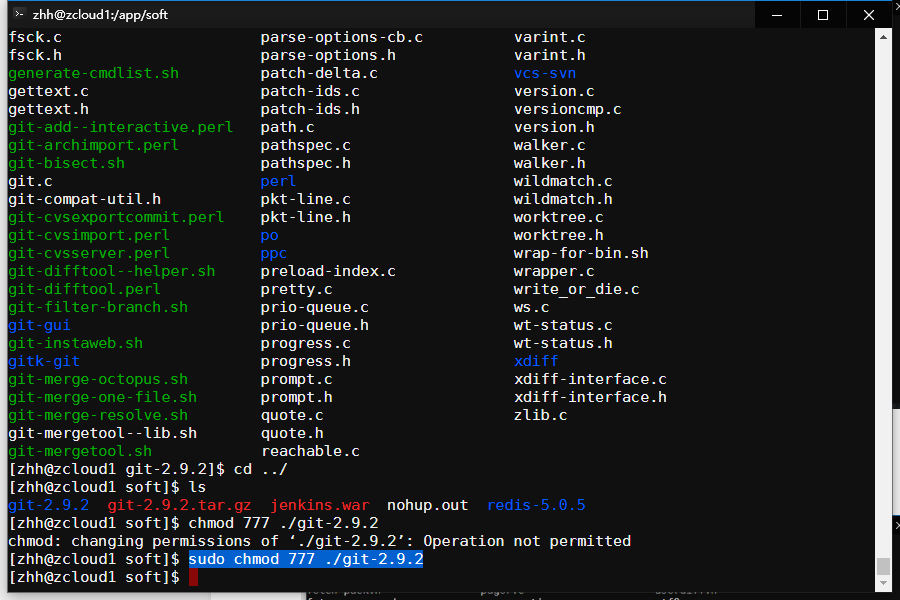 zhh@zcloud1:/app/soft
fsck.c parse-options-cb.c varint.c
fsck.h parse-options.h varint.h
generate-cmdlist.sh patch-delta.c vcs-svn
gettext.c patch-ids.c version.c
gettext.h patch-ids.h versioncmp.c
git-add--interactive.perl path.c version.h
git-archimport.perl pathspec.c walker.c
git-bisect.sh pathspec.h walker.h
git.c perl wildmatch.c
git-compat-util.h pkt-line.c wildmatch.h
git-cvsexportcommit.perl pkt-line.h worktree.c
git-cvsimport.perl po worktree.h
git-cvsserver.perl ppc wrap-for-bin.sh
git-difftool--helper.sh preload-index.c wrapper.c
git-difftool.perl pretty.c write_or_die.c
git-filter-branch.sh prio-queue.c ws.c
git-gui prio-queue.h wt-status.c
git-instaweb.sh progress.c wt-status.h
gitk-git progress.h xdiff
git-merge-octopus.sh prompt.c xdiff-interface.c
git-merge-one-file.sh prompt.h xdiff-interface.h
git-merge-resolve.sh quote.c zlib.c
git-mergetool--lib.sh quote.h
git-mergetool.sh reachable.c
[zhh@zcloud1 git-2.9.2]$ cd ../
[zhh@zcloud1 soft]$ ls
git-2.9.2 git-2.9.2.tar.gz jenkins.war nohup.out redis-5.0.5
[zhh@zcloud1 soft]$ chmod 777 ./git-2.9.2
chmod: changing permissions of ‘./git-2.9.2’: Operation not permitted
[zhh@zcloud1 soft]$ sudo chmod 777 ./git-2.9.2
[zhh@zcloud1 soft]$